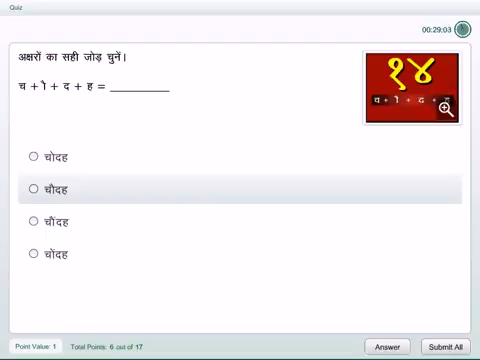 Quiz
00:29:03
अक्षरों का सही जोड़ चुनें।
च + ौ + द + ह = __________
१४
चोदह
चौदह
चौंदह
चोंदह
Point Value: 1
Total Points: 6 out of 17
Answer
Submit All